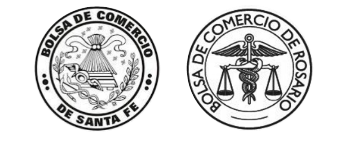 BOLSA DE COMERCIO
DE SANTA FE
BOLSA DE COMERCIO DE ROSARIO